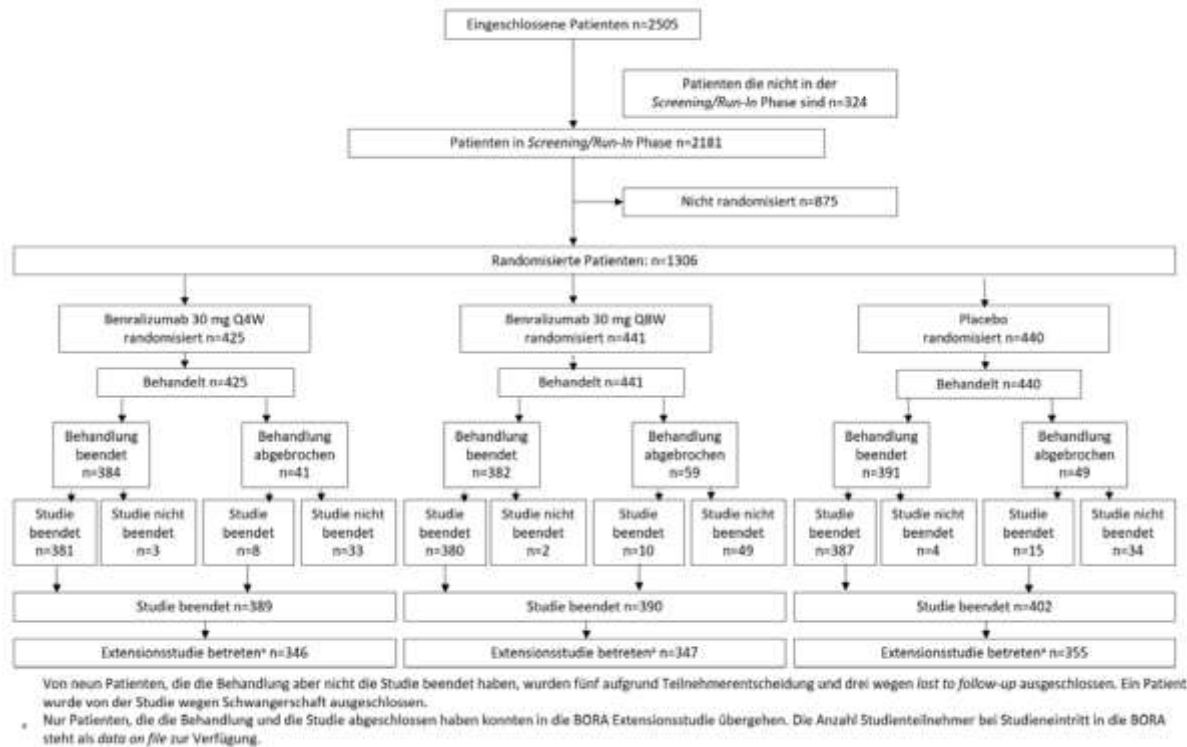 Eingeschlossene Patienten n=2505
Patienten die nicht in der
Screening/Run-In Phase sind n=324
Patienten in Screening/Run-In Phase n=2181
Nicht randomisiert n=875
Randomisierte Patienten: n=1306
Benralizumab 30 mg Q4W
randomisiert n=425
Benralizumab 30 mg Q8W
randomisiert n=441
Placebo
randomisiert n=440
Behandelt n=425
Behandelt n=441
Behandelt n=440
Behandlung
beendet
n=384
Behandlung
abgebrochen
n=41
Behandlung
beendet
n=382
Behandlung
abgebrochen
n=59
Behandlung
beendet
n=391
Behandlung
abgebrochen
n=49
Studie
beendet
n=381
Studie nicht
beendet
n=3
Studie
beendet
n=8
Studie nicht
beendet
n=33
Studie
beendet
n=380
Studie nicht
beendet
n=2
Studie
beendet
n=10
Studie nicht
beendet
n=49
Studie
beendet
n=387
Studie nicht
beendet
n=4
Studie
beendet
n=15
Studie nicht
beendet
n=34
Studie beendet n=389
Studie beendet n=390
Studie beendet n=402
Extensionsstudie betretenª n=346
Extensionsstudie betretenª n=347
Extensionsstudie betretenª n=355
Von neun Patienten, die die Behandlung aber nicht die Studie beendet haben, wurden fünf aufgrund Teilnehmerentscheidung und drei wegen lost to follow-up ausgeschlossen. Ein Patient
wurde von der Studie wegen Schwangerschaft ausgeschlossen.
ª Nur Patienten, die die Behandlung und die Studie abgeschlossen haben konnten in die BORA Extensionsstudie übergehen. Die Anzahl Studienteilnehmer bei Studieneintritt in die BORA
steht als data on file zur Verfügung.